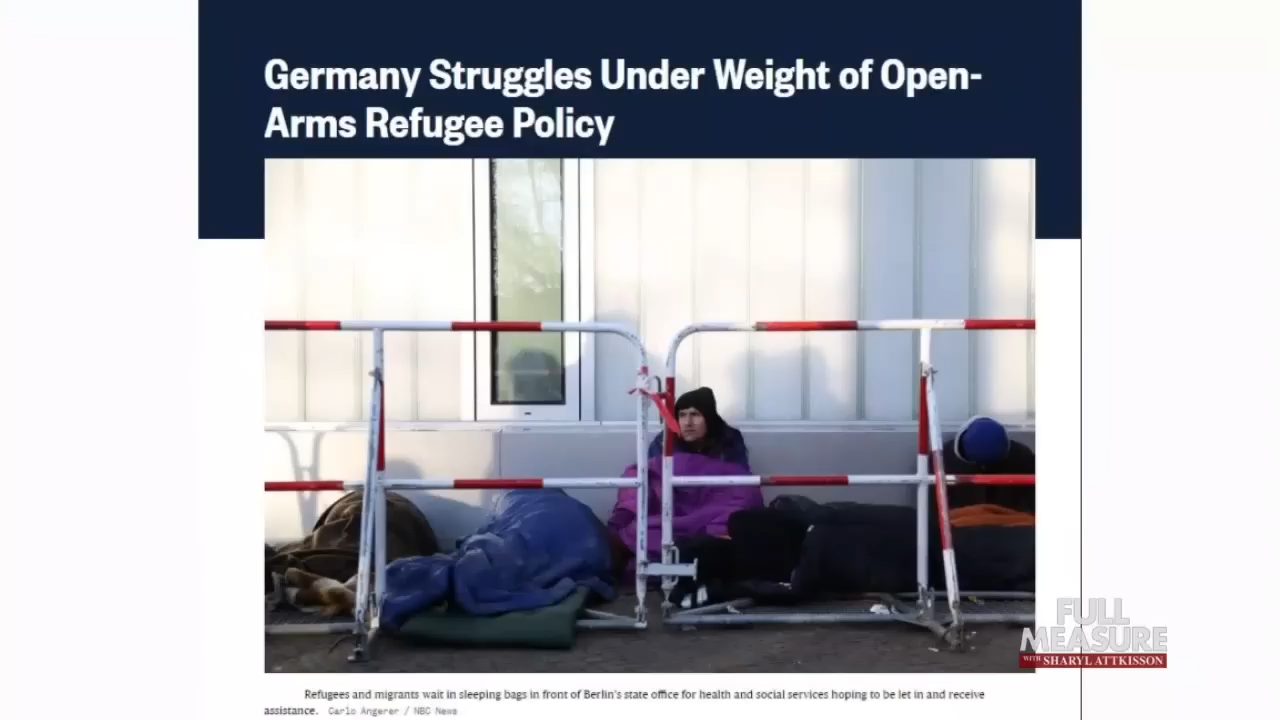 Germany Struggles Under Weight of Open-
Arms Refugee Policy
FULL
MEASURE
WITH SHARYL ATTKISSON
Refugees and migrants wait in sleeping bags in front of Berlin's state office for health and social services hoping to be let in and receive
assistance. Carlo Angerer / NBC News